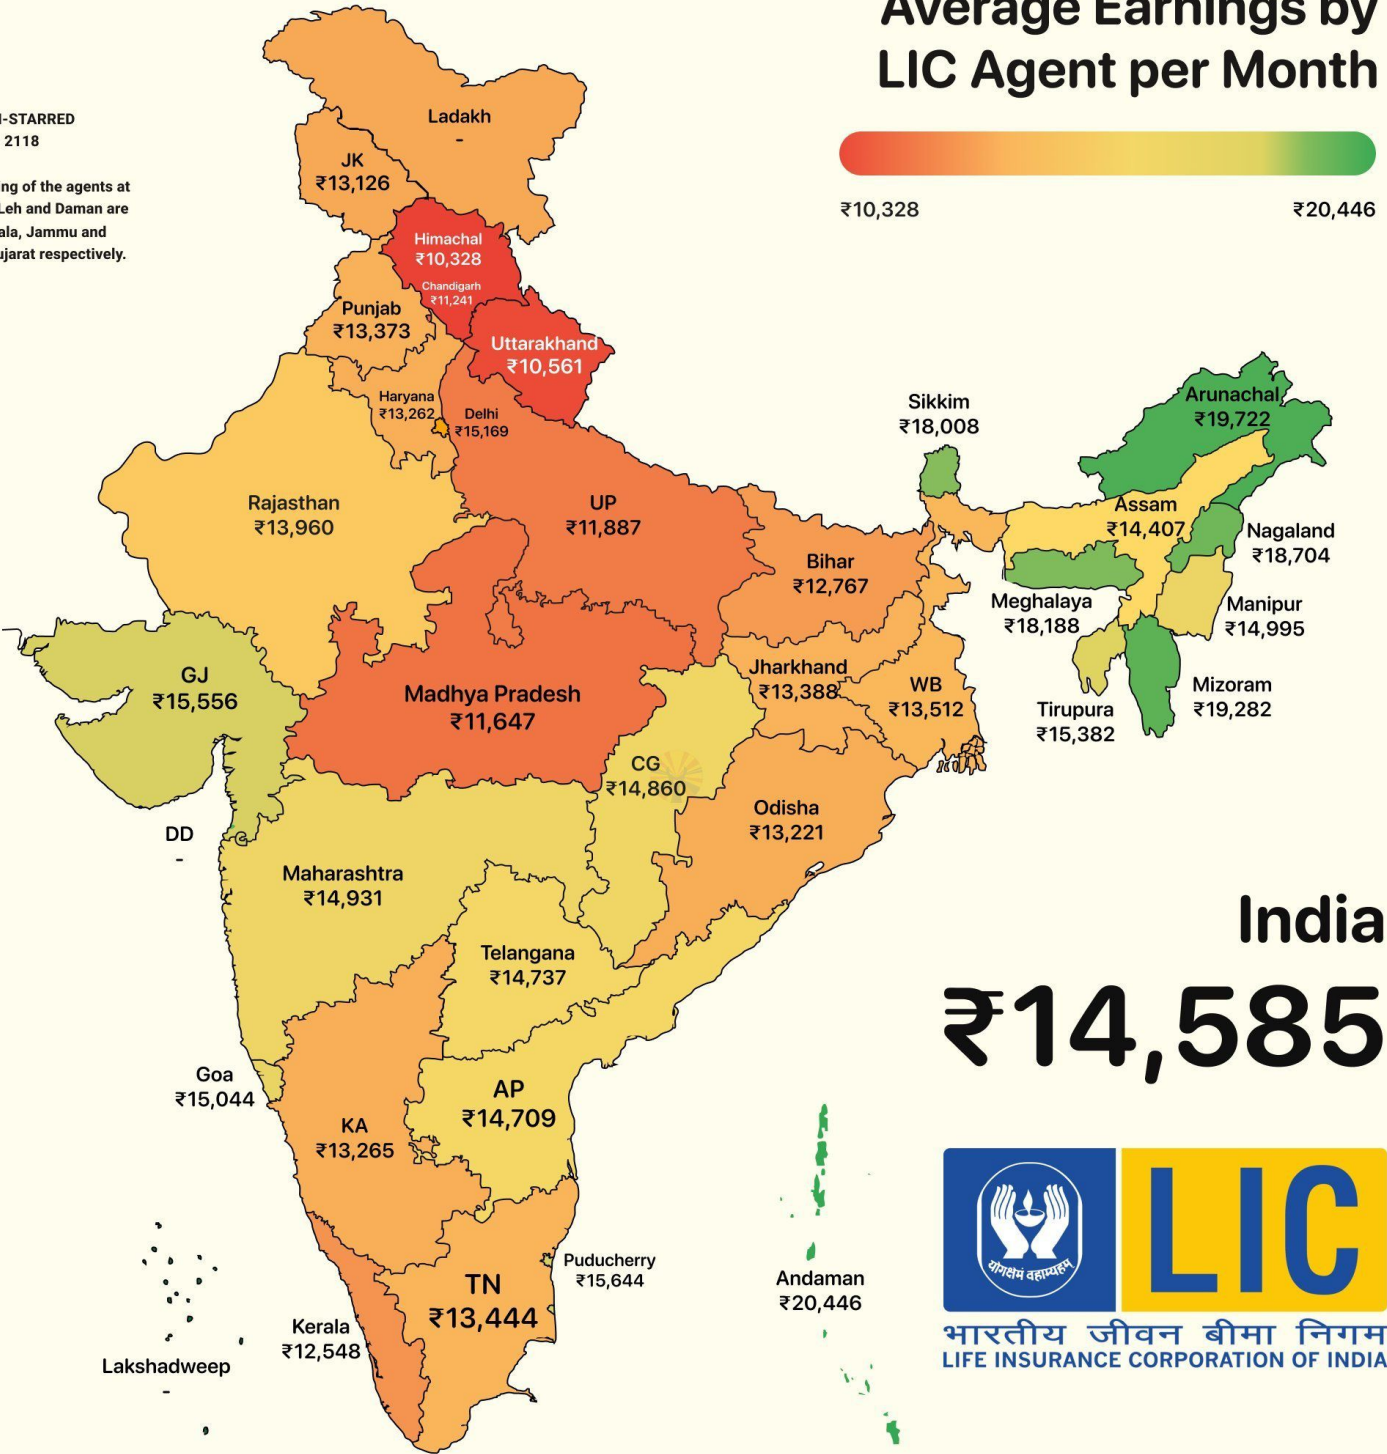 Average Earnings by
LIC Agent per Month
₹10,328
₹20,446
-STARRED
2118
ing of the agents at
Leh and Daman are
ala, Jammu and
ujarat respectively.
Ladakh
-
JK
₹13,126
Himachal
₹10,328
Chandigarh
₹11,241
Punjab
₹13,373
Uttarakhand
₹10,561
Haryana
₹13,262
Delhi
₹15,169
Rajasthan
₹13,960
UP
₹11,887
Bihar
₹12,767
Sikkim
₹18,008
Arunachal
₹19,722
Assam
₹14,407
Nagaland
₹18,704
Meghalaya
₹18,188
Manipur
₹14,995
Tirupura
₹15,382
Mizoram
₹19,282
GJ
₹15,556
Madhya Pradesh
₹11,647
Jharkhand
₹13,388
WB
₹13,512
CG
₹14,860
Odisha
₹13,221
DD
-
Maharashtra
₹14,931
Telangana
₹14,737
Goa
₹15,044
KA
₹13,265
AP
₹14,709
India
₹14,585
Puducherry
₹15,644
TN
₹13,444
Kerala
₹12,548
Lakshadweep
-
Andaman
₹20,446
योगक्षेमं वहाम्यहम्
LIC
भारतीय जीवन बीमा निगम
LIFE INSURANCE CORPORATION OF INDIA